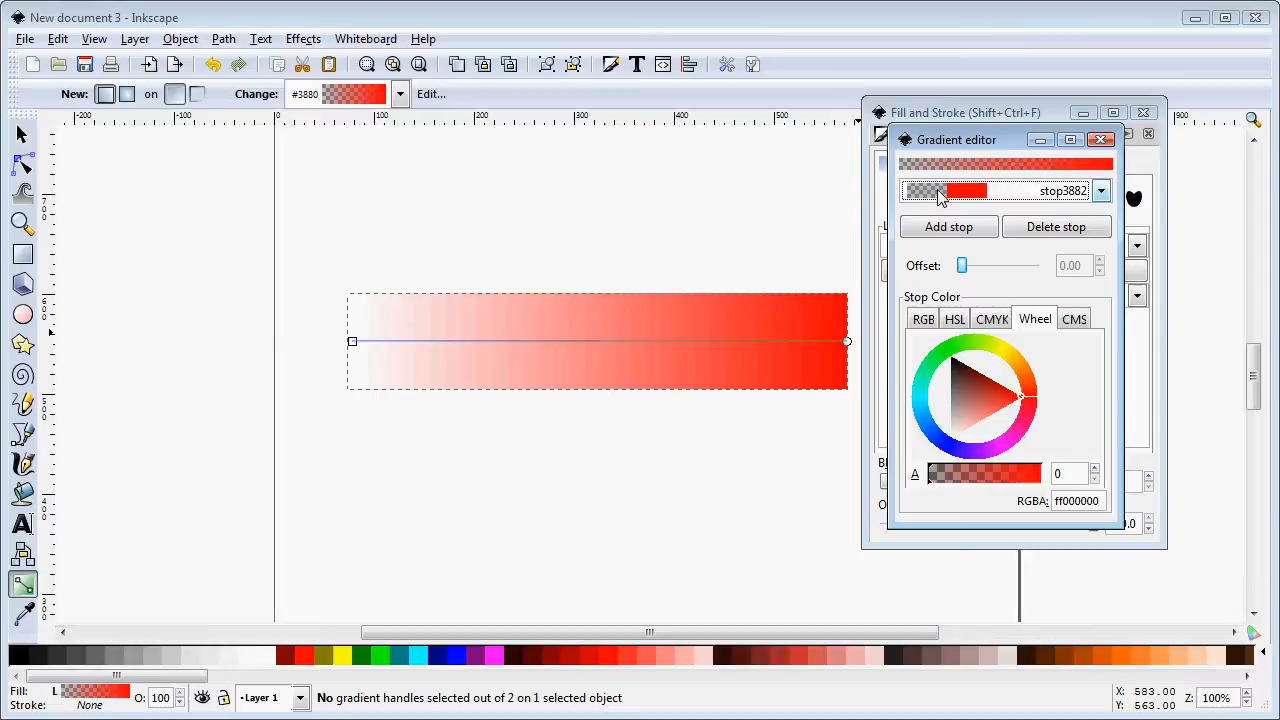 New document 3 - Inkscape
File Edit View Layer Object Path Text Effects Whiteboard Help
New: on Change: #3880 Edit...
-200 -100 0 100 200 300 400 500 900
Fill and Stroke (Shift+Ctrl+F)
Gradient editor
stop3882
Add stop Delete stop
Offset: 0.00
Stop Color
RGB HSL CMYK Wheel CMS
A 0
RGBA: ff000000
Fill: L O: 100 Layer 1 No gradient handles selected out of 2 on 1 selected object X: 583.00 Z: 100%
Stroke: None Y: 563.00